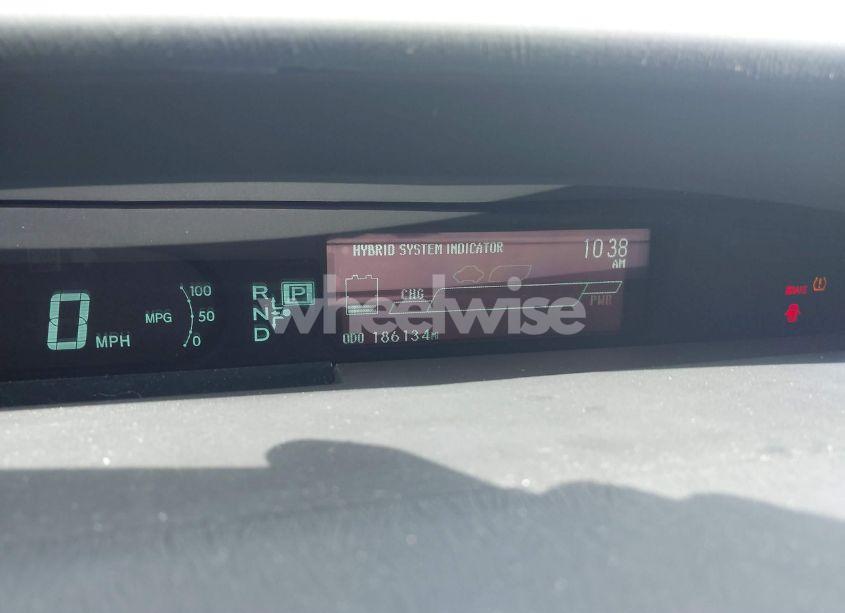 HYBRID SYSTEM INDICATOR
10:38
AM
0 MPH
MPG
100
50
0
R
P
N
D
CHG
PWR
ODO 186134MI
BRAKE
wheelwise